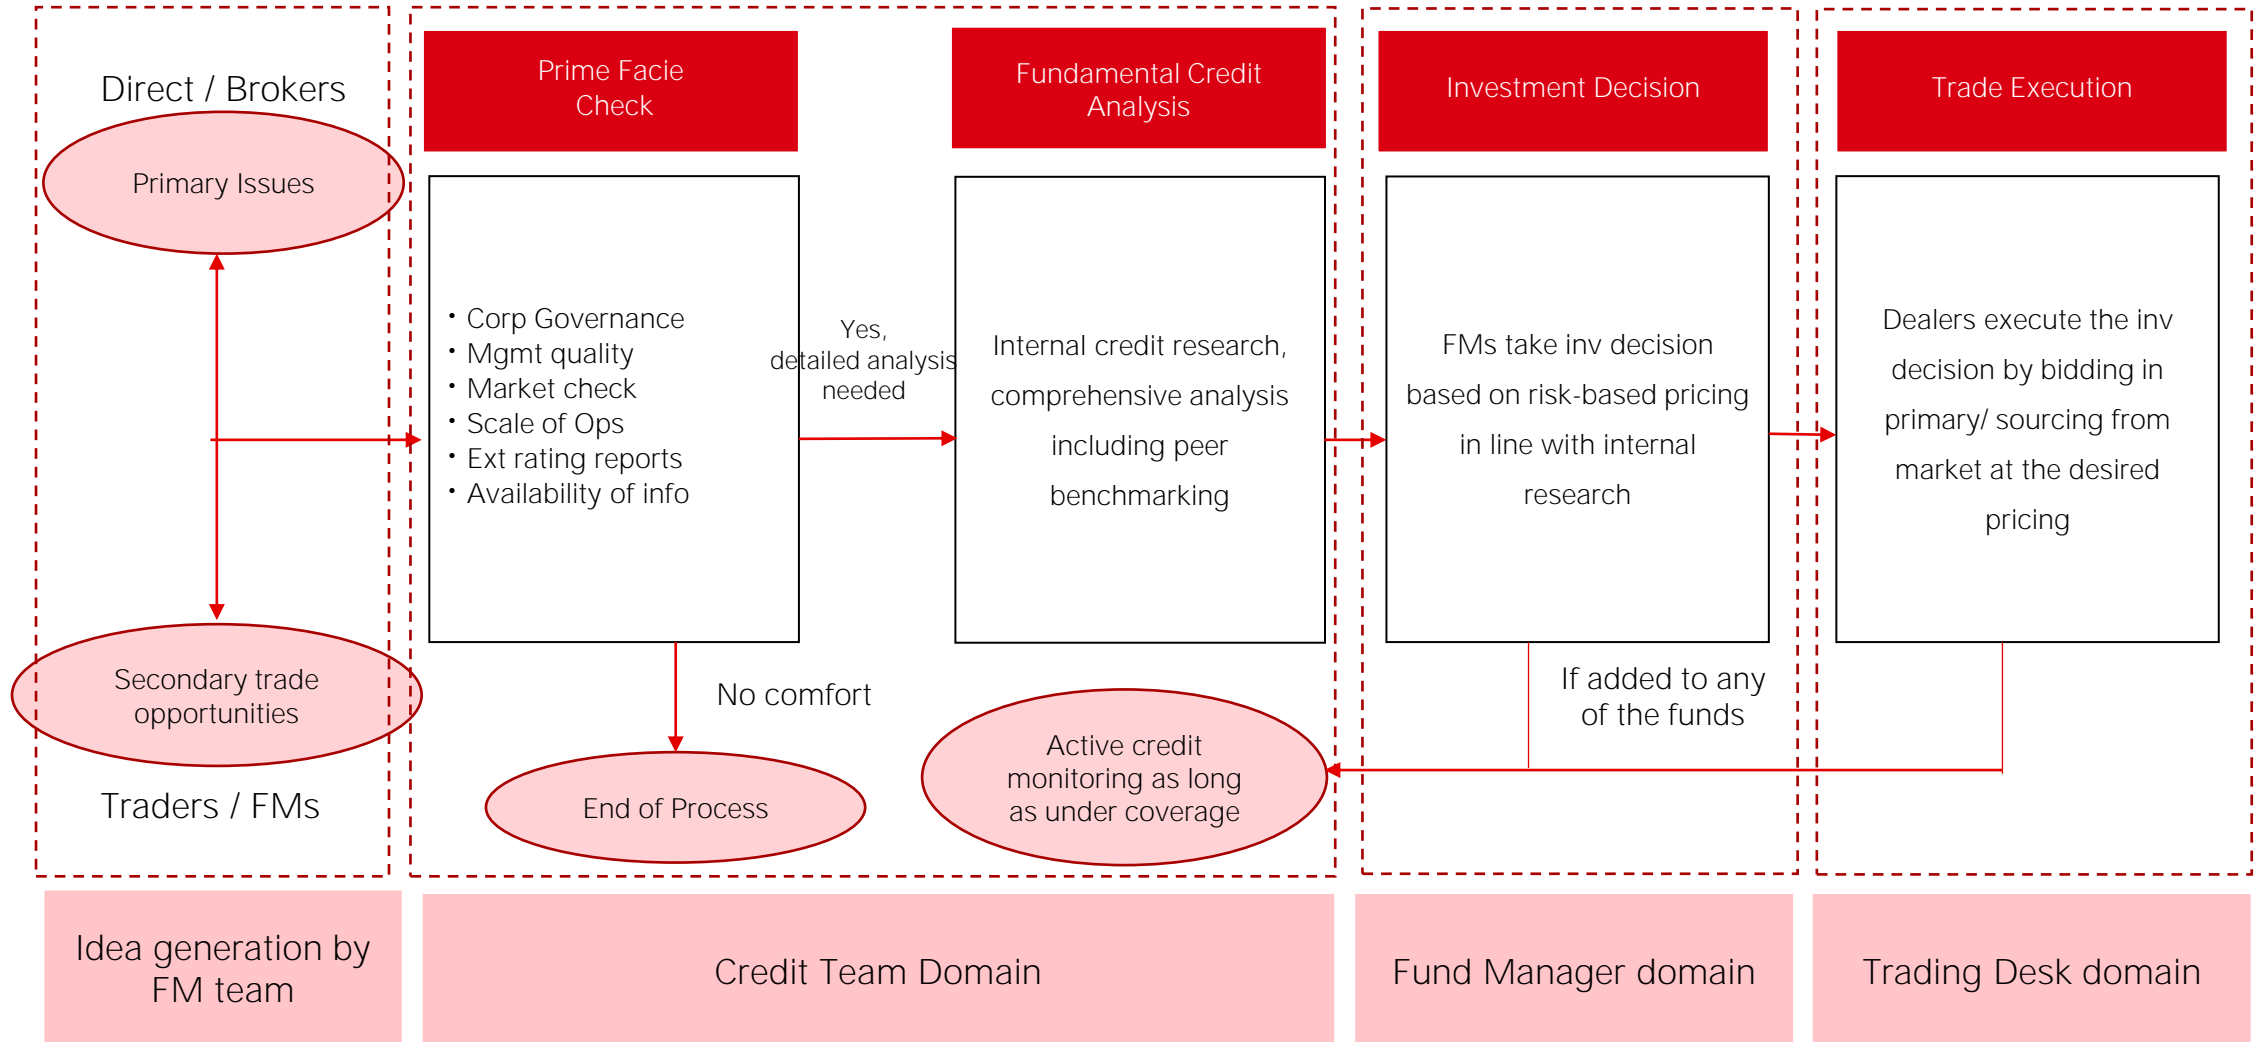 Direct / Brokers
Primary Issues
Secondary trade
opportunities
Traders / FMs
Idea generation by
FM team
Prime Facie
Check
• Corp Governance
• Mgmt quality
• Market check
• Scale of Ops
• Ext rating reports
• Availability of info
Yes,
detailed analysis
needed
No comfort
End of Process
Fundamental Credit
Analysis
Internal credit research,
comprehensive analysis
including peer
benchmarking
Active credit
monitoring as long
as under coverage
Credit Team Domain
Investment Decision
FMs take inv decision
based on risk-based pricing
in line with internal
research
If added to any
of the funds
Fund Manager domain
Trade Execution
Dealers execute the inv
decision by bidding in
primary/ sourcing from
market at the desired
pricing
Trading Desk domain